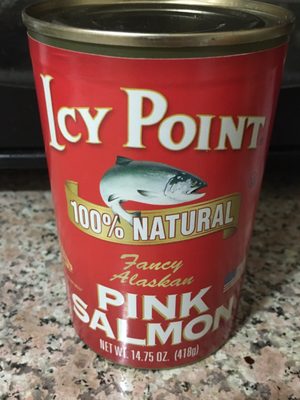 ICY POINT
100% NATURAL
Fancy
Alaskan
PINK
SALMON
NET WT. 14.75 OZ. (418g)